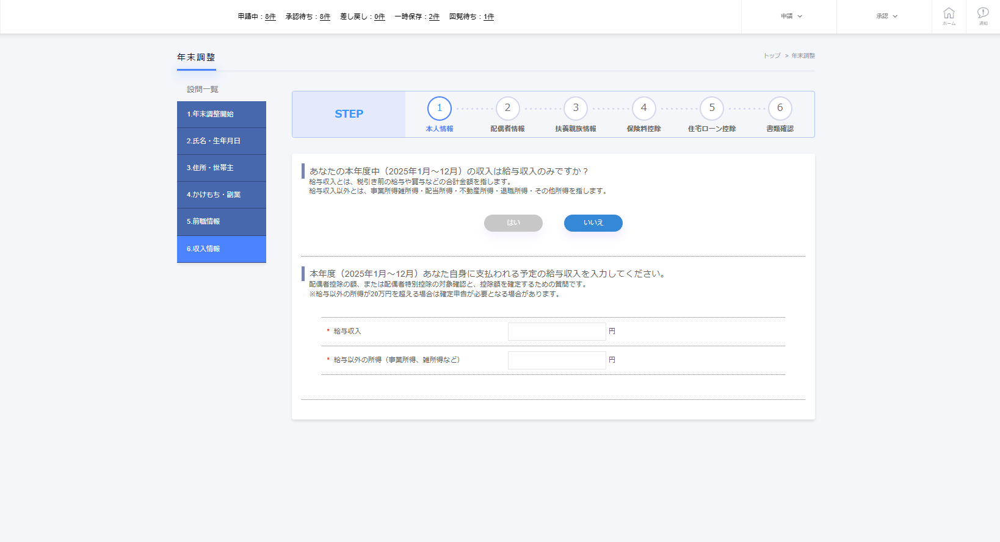 申請中：8件 承認待ち：8件 差し戻し：0件 一時保存：2件 回覧待ち：1件
申請
承認
ホーム
通知
年末調整
トップ > 年末調整
設問一覧
1.年末調整開始
2.氏名・生年月日
3.住所・世帯主
4.かけもち・副業
5.前職情報
6.収入情報
STEP
1 2 3 4 5 6
本人情報 配偶者情報 扶養親族情報 保険料控除 住宅ローン控除 書類確認
あなたの本年度中（2025年1月～12月）の収入は給与収入のみですか？
給与収入とは、税引き前の給与や賞与などの合計金額を指します。
給与収入以外とは、事業所得雑所得・配当所得・不動産所得・退職所得・その他所得を指します。
はい いいえ
本年度（2025年1月～12月）あなた自身に支払われる予定の給与収入を入力してください。
配偶者控除の額、または配偶者特別控除の対象確認と、控除額を確定するための質問です。
※給与以外の所得が20万円を超える場合は確定申告が必要となる場合があります。
* 給与収入 円
* 給与以外の所得（事業所得、雑所得など） 円